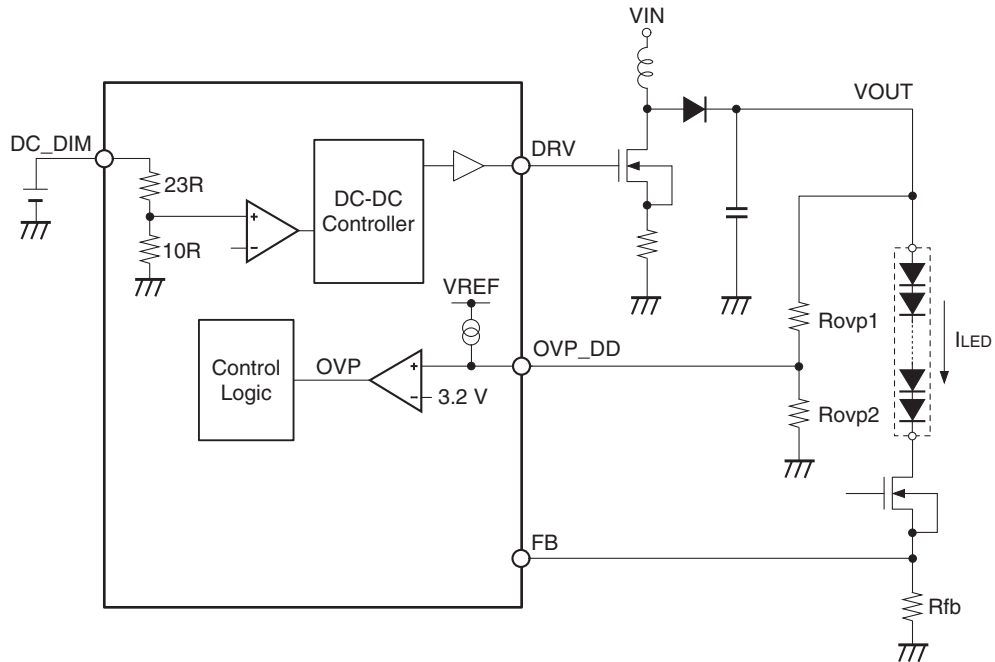 VIN
VOUT
DC_DIM
DRV
23R
DC-DC
Controller
+
−
10R
VREF
Rovp1
ILED
OVP_DD
Control
Logic
OVP
+
− 3.2 V
Rovp2
FB
Rfb